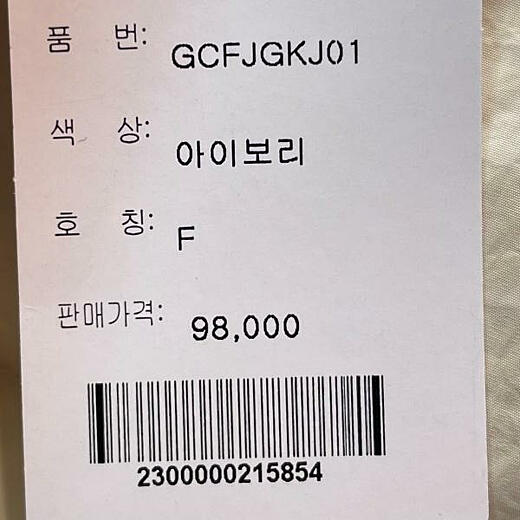 품 번: GCFJGKJ01
색 상: 아이보리
호 칭: F
판매가격: 98,000
2300000215854